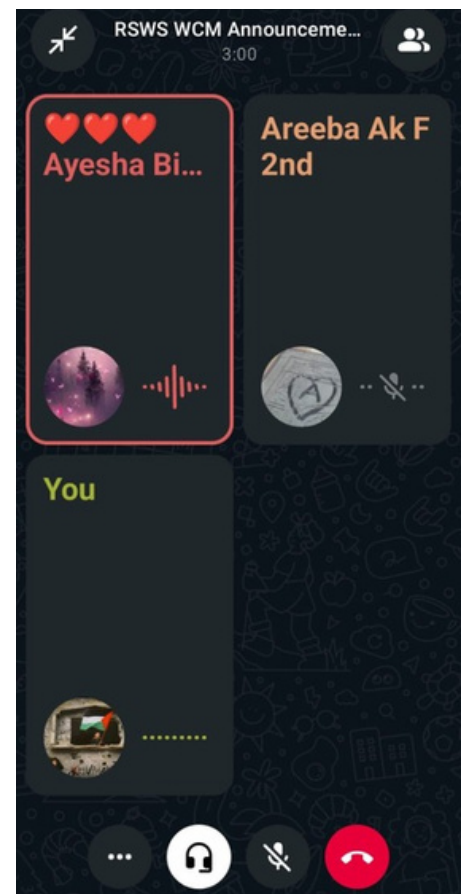 RSWS WCM Announceme...
3:00
❤️❤️❤️
Ayesha Bi...
Areeba Ak F
2nd
A
You